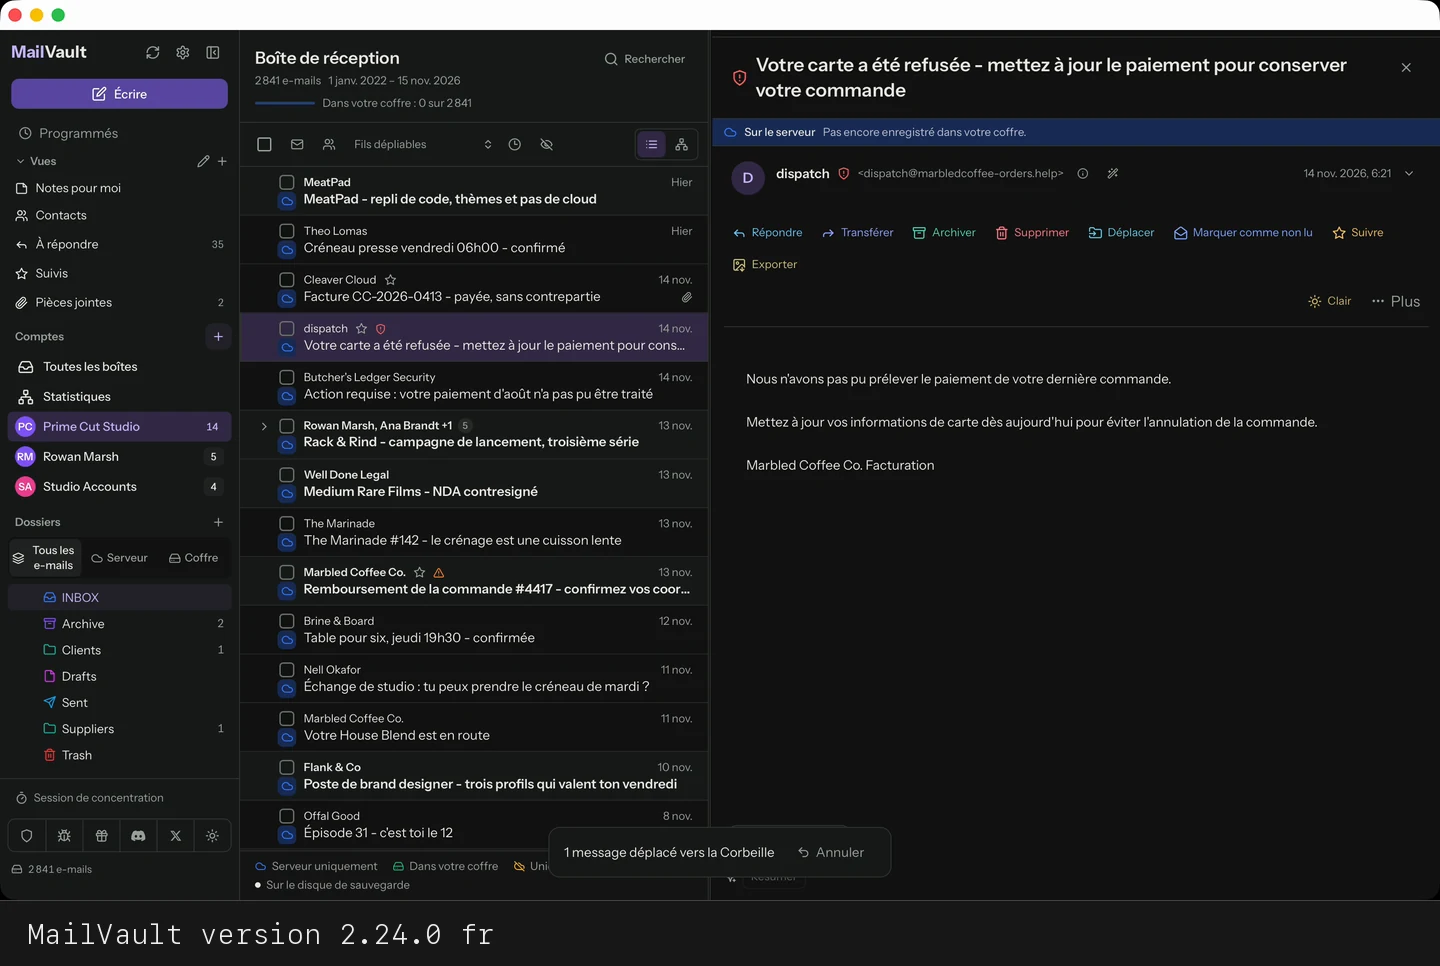 MailVault
Écrire
Programmés
Vues
Notes pour moi
Contacts
À répondre 35
Suivis
Pièces jointes 2
Comptes
Toutes les boîtes
Statistiques
PC Prime Cut Studio 14
RM Rowan Marsh 5
SA Studio Accounts 4
Dossiers
Tous les e-mails
Serveur
Coffre
INBOX
Archive 2
Clients 1
Drafts
Sent
Suppliers 1
Trash
Session de concentration
2 841 e-mails
Boîte de réception
Rechercher
2 841 e-mails 1 janv. 2022 – 15 nov. 2026
Dans votre coffre : 0 sur 2 841
Fils dépliables
MeatPad Hier
MeatPad - repli de code, thèmes et pas de cloud
Theo Lomas Hier
Créneau presse vendredi 06h00 - confirmé
Cleaver Cloud 14 nov.
Facture CC-2026-0413 - payée, sans contrepartie
dispatch 14 nov.
Votre carte a été refusée - mettez à jour le paiement pour cons...
Butcher's Ledger Security 14 nov.
Action requise : votre paiement d'août n'a pas pu être traité
Rowan Marsh, Ana Brandt +1 5 13 nov.
Rack & Rind - campagne de lancement, troisième série
Well Done Legal 13 nov.
Medium Rare Films - NDA contresigné
The Marinade 13 nov.
The Marinade #142 - le crénage est une cuisson lente
Marbled Coffee Co. 13 nov.
Remboursement de la commande #4417 - confirmez vos coor...
Brine & Board 12 nov.
Table pour six, jeudi 19h30 - confirmée
Nell Okafor 11 nov.
Échange de studio : tu peux prendre le créneau de mardi ?
Marbled Coffee Co. 11 nov.
Votre House Blend est en route
Flank & Co 10 nov.
Poste de brand designer - trois profils qui valent ton vendredi
Offal Good 8 nov.
Épisode 31 - c'est toi le 12
Serveur uniquement Dans votre coffre Uni
Sur le disque de sauvegarde
Votre carte a été refusée - mettez à jour le paiement pour conserver
votre commande
Sur le serveur Pas encore enregistré dans votre coffre.
D dispatch <dispatch@marbledcoffee-orders.help> 14 nov. 2026, 6:21
Répondre Transférer Archiver Supprimer Déplacer Marquer comme non lu Suivre
Exporter
Clair Plus
Nous n'avons pas pu prélever le paiement de votre dernière commande.
Mettez à jour vos informations de carte dès aujourd'hui pour éviter l'annulation de la commande.
Marbled Coffee Co. Facturation
1 message déplacé vers la Corbeille Annuler
MailVault version 2.24.0 fr